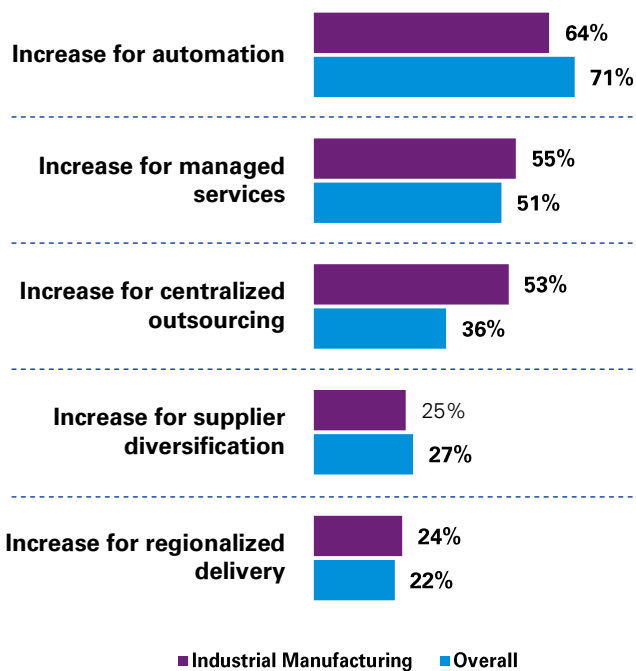 64%
Increase for automation
71%
Increase for managed
services
55%
51%
Increase for centralized
outsourcing
53%
36%
Increase for supplier
diversification
25%
27%
Increase for regionalized
delivery
24%
22%
Industrial Manufacturing Overall